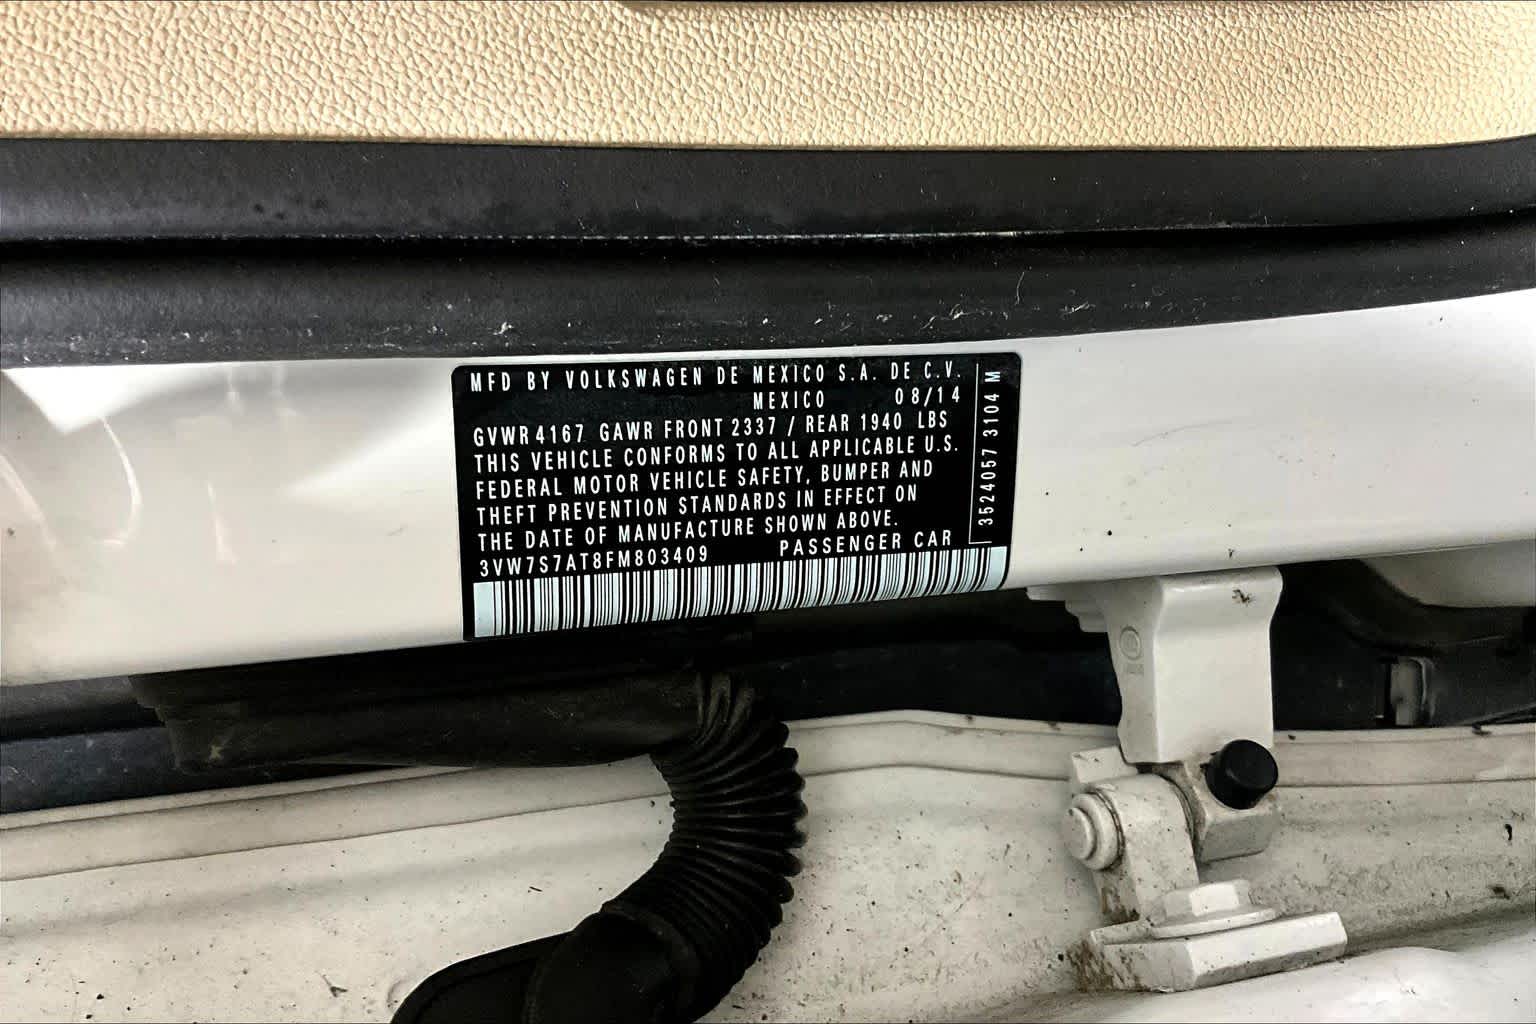 MFD BY VOLKSWAGEN DE MEXICO S.A. DE C.V.
MEXICO 08/14
GVWR 4167 GAWR FRONT 2337 / REAR 1940 LBS
THIS VEHICLE CONFORMS TO ALL APPLICABLE U.S.
FEDERAL MOTOR VEHICLE SAFETY, BUMPER AND
THEFT PREVENTION STANDARDS IN EFFECT ON
THE DATE OF MANUFACTURE SHOWN ABOVE.
3VW7S7AT8FM803409 PASSENGER CAR
3524057 3104 M